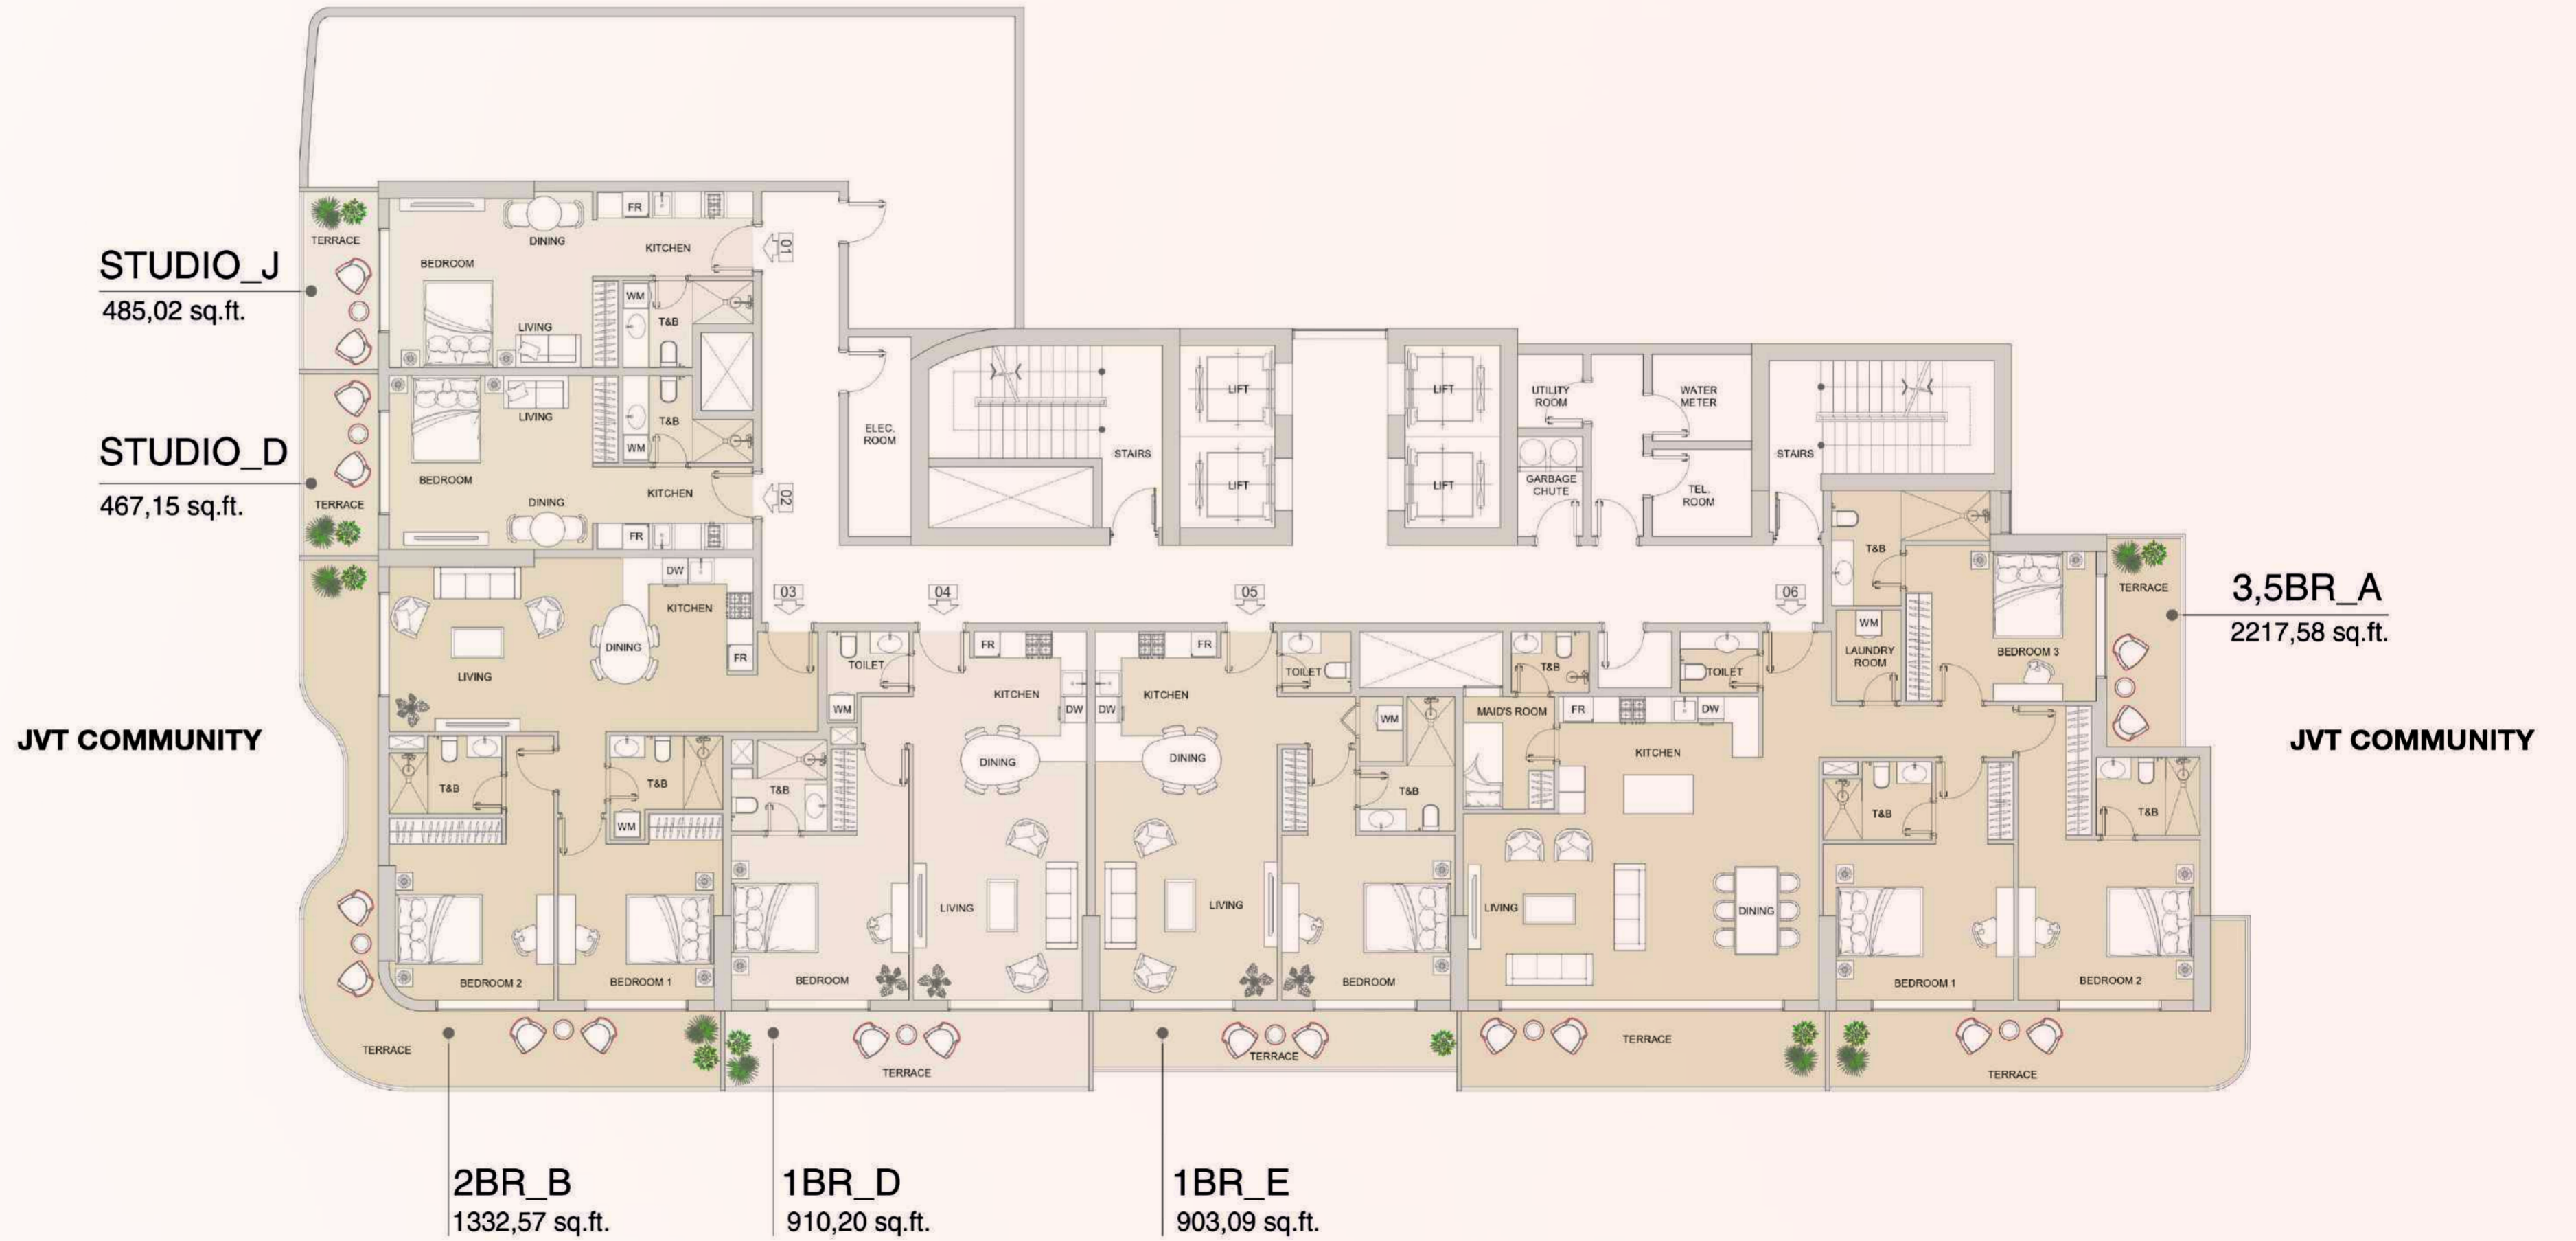 STUDIO_J
485,02 sq.ft.
STUDIO_D
467,15 sq.ft.
JVT COMMUNITY
TERRACE
BEDROOM
DINING
LIVING
FR
KITCHEN
WM
T&B
01
TERRACE
BEDROOM
LIVING
DINING
T&B
WM
KITCHEN
FR
02
ELEC.
ROOM
STAIRS
LIFT
LIFT
LIFT
LIFT
UTILITY
ROOM
WATER
METER
GARBAGE
CHUTE
TEL.
ROOM
STAIRS
03
04
05
06
DW
KITCHEN
DINING
FR
LIVING
T&B
T&B
WM
BEDROOM 2
BEDROOM 1
TERRACE
TOILET
WM
T&B
FR
KITCHEN
DW
DINING
LIVING
BEDROOM
TERRACE
FR
KITCHEN
DW
DINING
LIVING
TOILET
WM
T&B
BEDROOM
TERRACE
T&B
MAID'S ROOM
FR
DW
TOILET
KITCHEN
LIVING
DINING
TERRACE
T&B
WM
LAUNDRY
ROOM
BEDROOM 3
TERRACE
T&B
T&B
BEDROOM 1
BEDROOM 2
TERRACE
3,5BR_A
2217,58 sq.ft.
JVT COMMUNITY
2BR_B
1332,57 sq.ft.
1BR_D
910,20 sq.ft.
1BR_E
903,09 sq.ft.